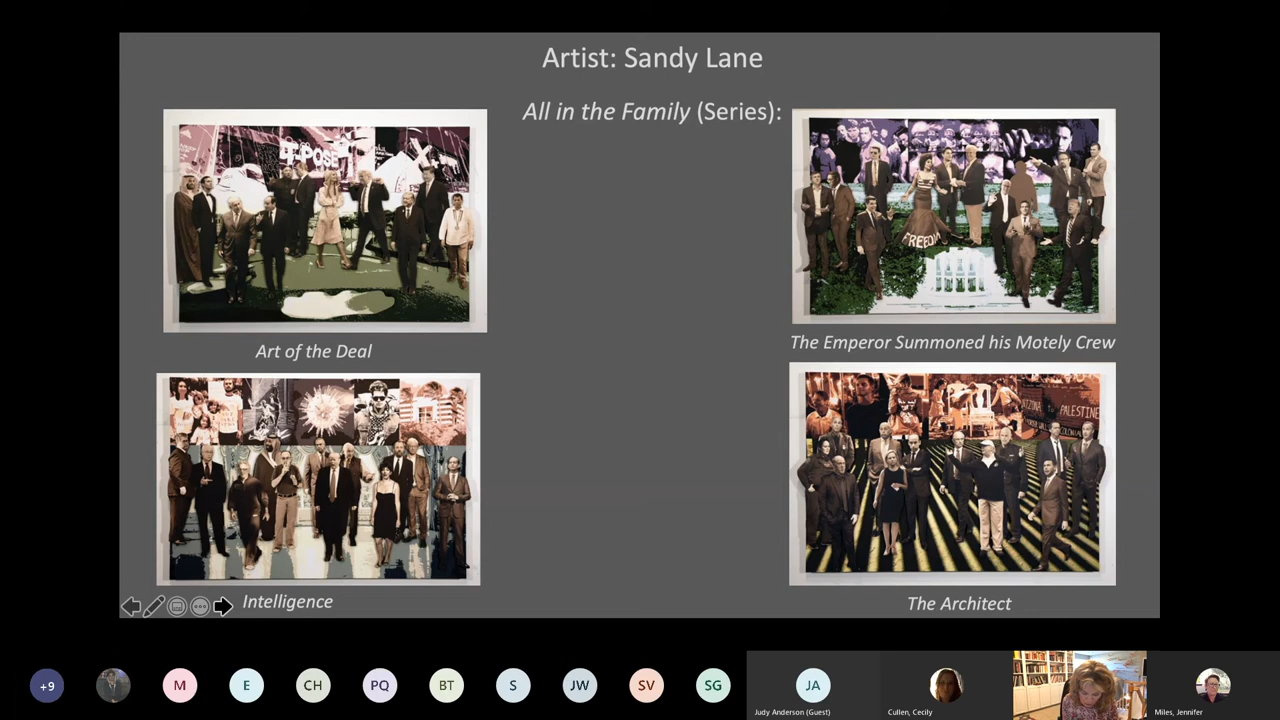 Artist: Sandy Lane
All in the Family (Series):
Art of the Deal
The Emperor Summoned his Motely Crew
FREEDOM
Intelligence
The Architect
ARIZONA
PALESTINE
+9
M
E
CH
PQ
BT
S
JW
SV
SG
JA
Judy Anderson (Guest)
Cullen, Cecily
Miles, Jennifer